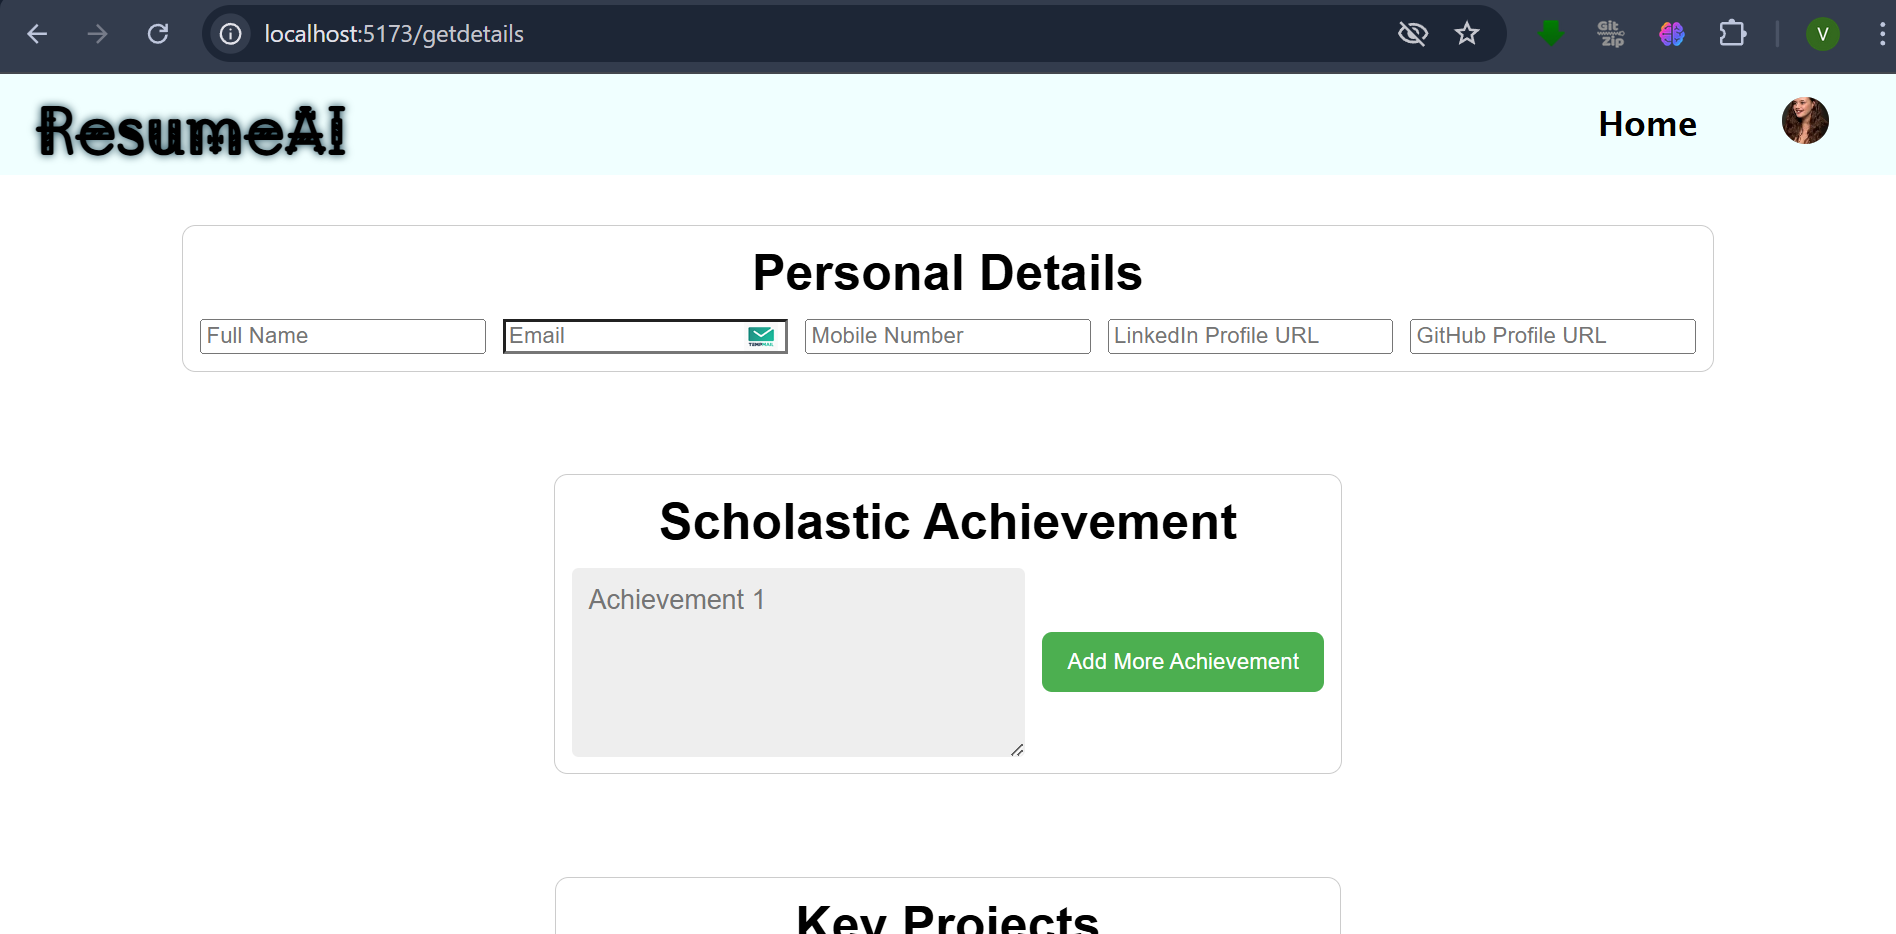 localhost:5173/getdetails
Git
Zip
V
ResumeAI
Home
Personal Details
Full Name
Email
TEMPMAIL
Mobile Number
LinkedIn Profile URL
GitHub Profile URL
Scholastic Achievement
Achievement 1
Add More Achievement
Key Projects